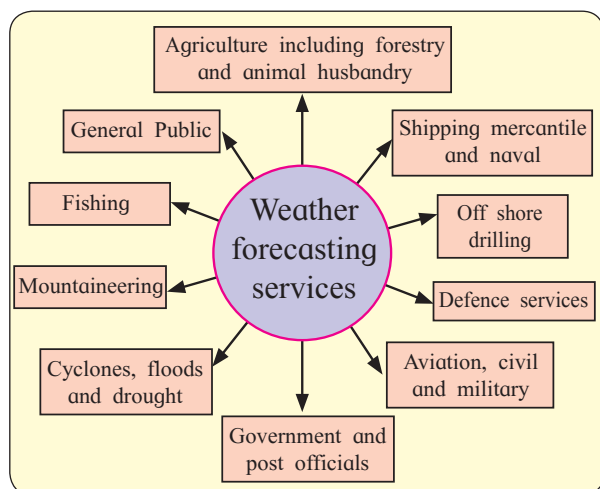 Agriculture including forestry
and animal husbandry
General Public
Shipping mercantile
and naval
Fishing
Weather
forecasting
services
Off shore
drilling
Mountaineering
Defence services
Cyclones, floods
and drought
Aviation, civil
and military
Government and
post officials